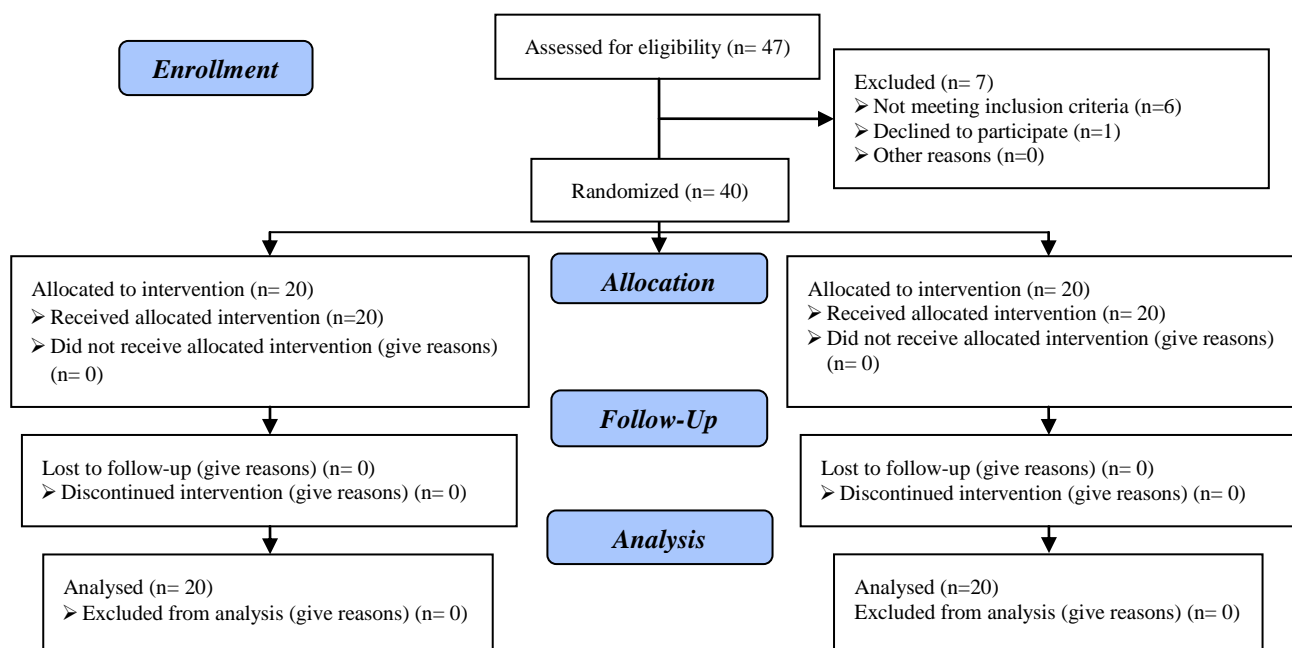 Assessed for eligibility (n= 47)
Enrollment
Excluded (n= 7)
➢ Not meeting inclusion criteria (n=6)
➢ Declined to participate (n=1)
➢ Other reasons (n=0)
Randomized (n= 40)
Allocated to intervention (n= 20)
➢ Received allocated intervention (n=20)
➢ Did not receive allocated intervention (give reasons)
(n= 0)
Allocation
Allocated to intervention (n= 20)
➢ Received allocated intervention (n= 20)
➢ Did not receive allocated intervention (give reasons)
(n= 0)
Follow-Up
Lost to follow-up (give reasons) (n= 0)
➢ Discontinued intervention (give reasons) (n= 0)
Lost to follow-up (give reasons) (n= 0)
➢ Discontinued intervention (give reasons) (n= 0)
Analysis
Analysed (n= 20)
➢ Excluded from analysis (give reasons) (n= 0)
Analysed (n=20)
Excluded from analysis (give reasons) (n= 0)